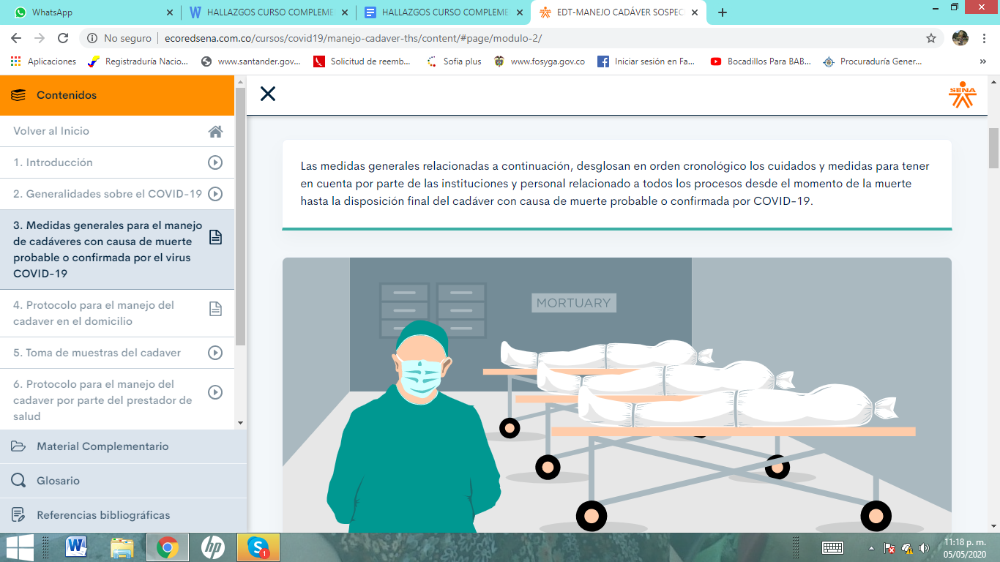 WhatsApp
HALLAZGOS CURSO COMPLEME
HALLAZGOS CURSO COMPLEME
EDT-MANEJO CADÁVER SOSPEC
No seguro
ecoredsena.com.co/cursos/covid19/manejo-cadaver-ths/content/#page/modulo-2/
Aplicaciones
Registraduría Nacio...
www.santander.gov...
Solicitud de reemb...
Sofia plus
www.fosyga.gov.co
Iniciar sesión en Fa...
Bocadillos Para BAB...
Procuraduría Gener...
»
Contenidos
Volver al Inicio
1. Introducción
2. Generalidades sobre el COVID-19
3. Medidas generales para el manejo
de cadáveres con causa de muerte
probable o confirmada por el virus
COVID-19
4. Protocolo para el manejo del
cadaver en el domicilio
5. Toma de muestras del cadaver
6. Protocolo para el manejo del
cadaver por parte del prestador de
salud
Material Complementario
Glosario
Referencias bibliográficas
SENA
Las medidas generales relacionadas a continuación, desglosan en orden cronológico los cuidados y medidas para tener
en cuenta por parte de las instituciones y personal relacionado a todos los procesos desde el momento de la muerte
hasta la disposición final del cadáver con causa de muerte probable o confirmada por COVID-19.
MORTUARY
W
hp
S
1
11:18 p. m.
05/05/2020